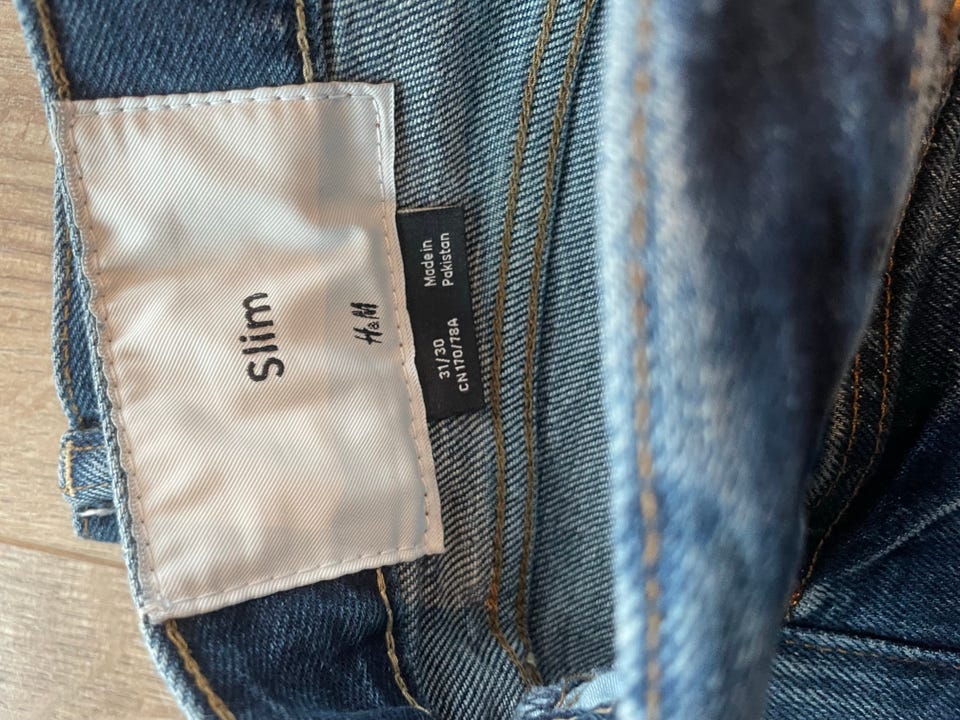 Slim
H&M
31/30
CN170/78A
Made in
Pakistan